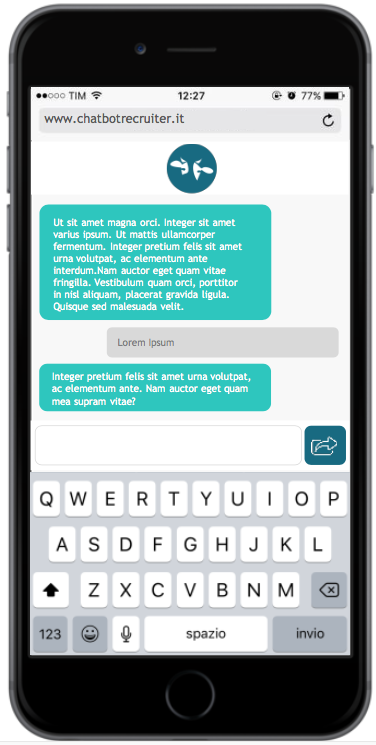 TIM 12:27 77%
www.chatbotrecruiter.it
Ut sit amet magna orci. Integer sit amet
varius ipsum. Ut mattis ullamcorper
fermentum. Integer pretium felis sit amet
urna volutpat, ac elementum ante
interdum.Nam auctor eget quam vitae
fringilla. Vestibulum quam orci, porttitor
in nisl aliquam, placerat gravida ligula.
Quisque sed malesuada velit.
Lorem Ipsum
Integer pretium felis sit amet urna volutpat,
ac elementum ante. Nam auctor eget quam
mea supram vitae?
Q W E R T Y U I O P
A S D F G H J K L
Z X C V B N M
123 spazio invio